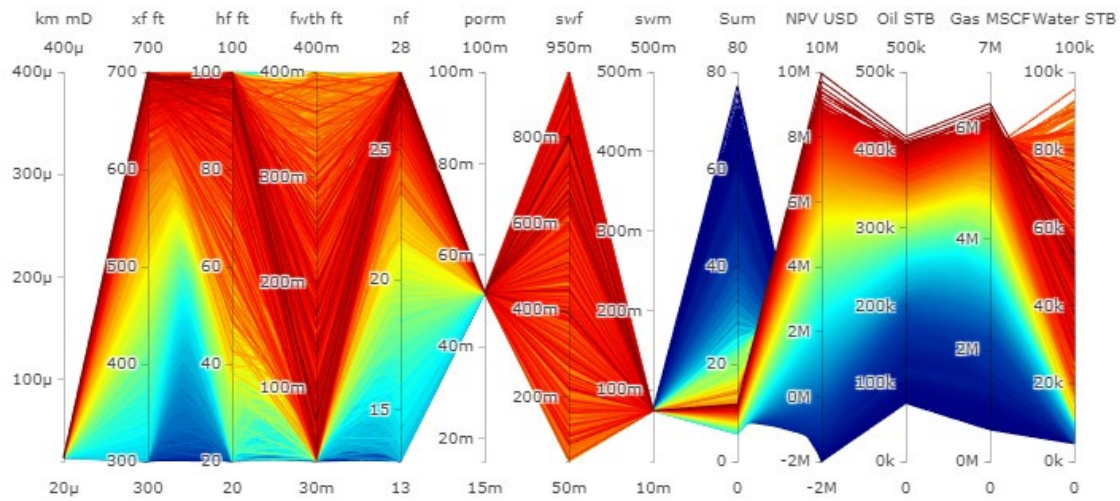 km mD xf ft hf ft fwth ft nf porm swf swm Sum NPV USD Oil STB Gas MSCF Water STB
400µ 700 100 400m 28 100m 950m 500m 80 10M 500k 7M 100k
400µ 700 100 400m 100m 500m 80 10M 500k 100k
6M
25 800m 8M 400k 80k
400m
600 80 80m 60
300µ 300m
6M
600m 300m 60k
60m 300k
500 60 20 40 4M 4M
200µ 200m
400m 200m 200k 40k
40m 2M
400 40 20 2M
100µ 100m 100m 20k
200m 0M 100k
15
20m
300 20 0 -2M 0k 0M 0k
20µ 300 20 30m 13 15m 50m 10m 0 -2M 0k 0M 0k